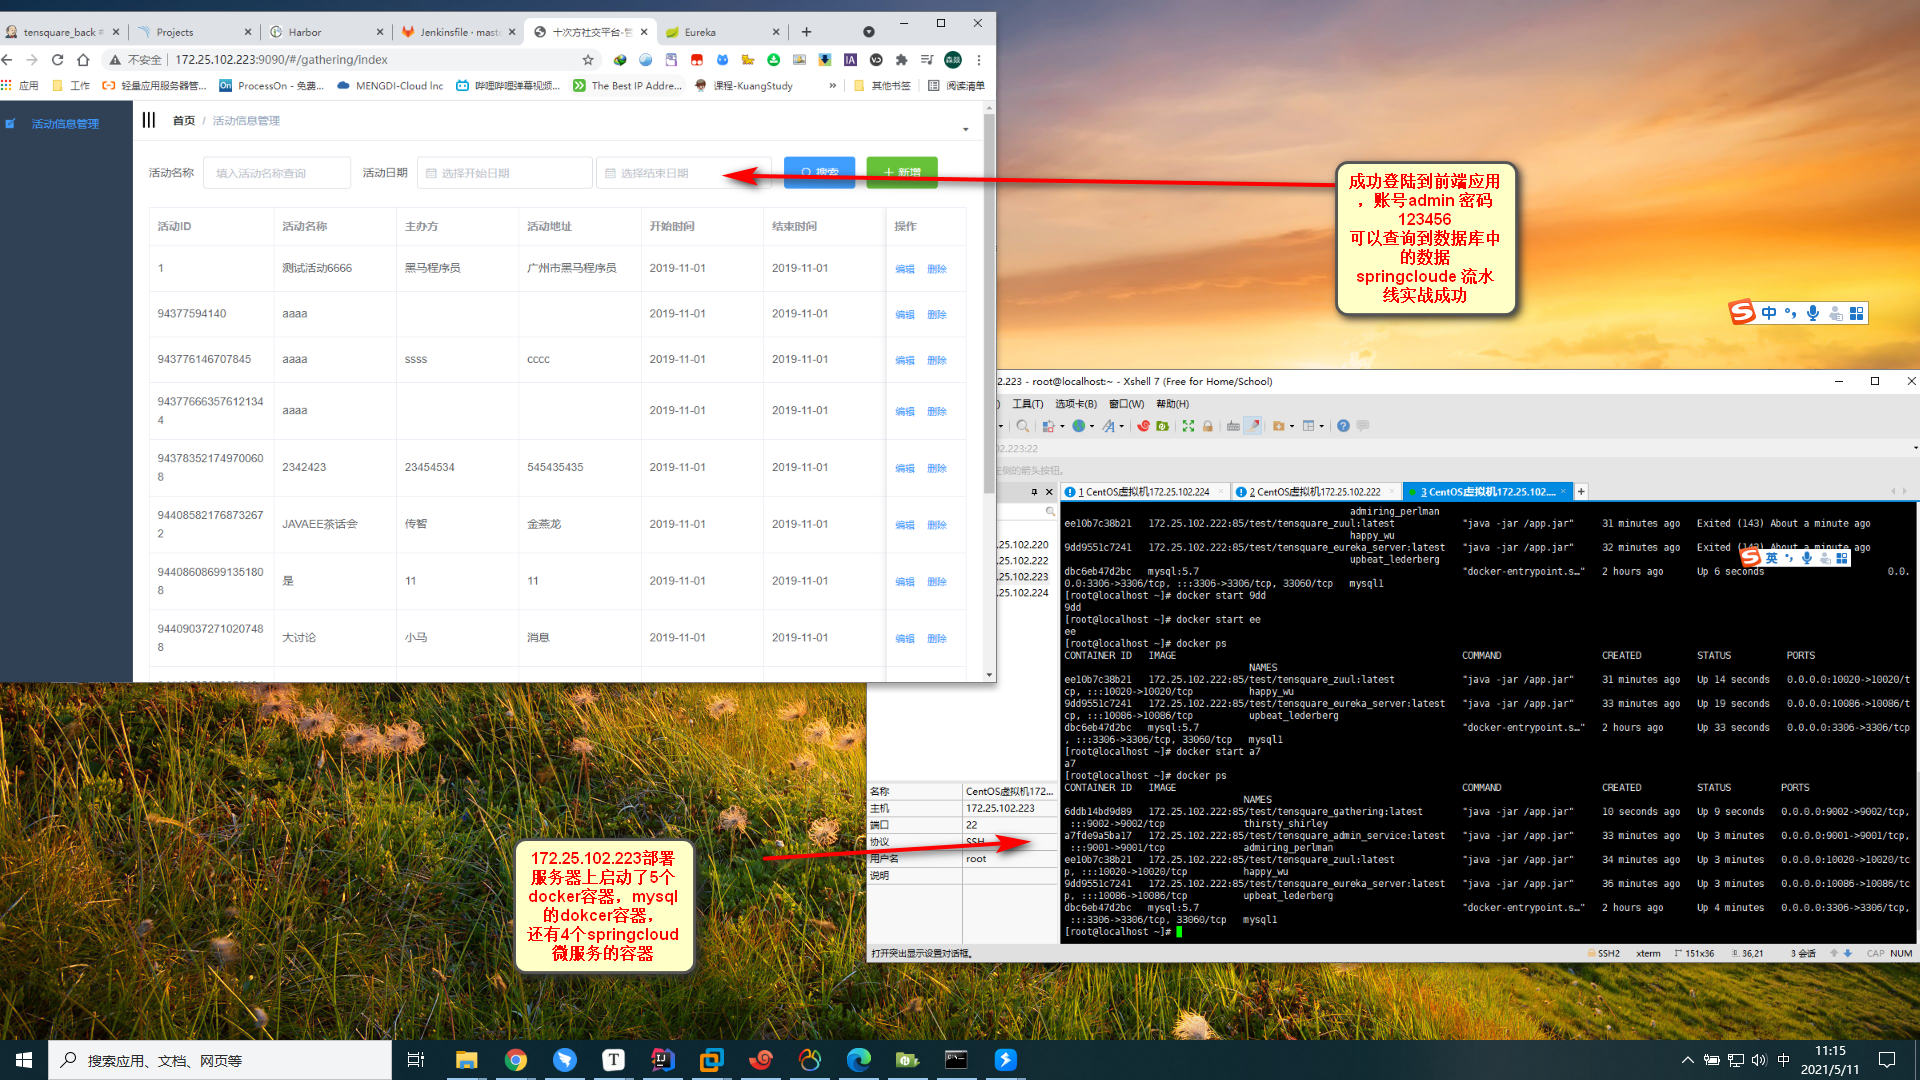 tensquare_back
Projects
Harbor
Jenkinsfile · mast
十次方社交平台-管
Eureka
不安全
172.25.102.223:9090/#/gathering/index
应用
工作
轻量应用服务器管...
ProcessOn - 免费...
MENGDI-Cloud Inc
哔哩哔哩弹幕视频...
The Best IP Addre...
课程-KuangStudy
»
其他书签
阅读清单
活动信息管理
首页 / 活动信息管理
活动名称
填入活动名称查询
活动日期
选择开始日期
选择结束日期
搜索
+ 新增
活动ID 活动名称 主办方 活动地址 开始时间 结束时间 操作
1 测试活动6666 黑马程序员 广州市黑马程序员 2019-11-01 2019-11-01 编辑 删除
94377594140 aaaa 2019-11-01 2019-11-01 编辑 删除
943776146707845 aaaa ssss cccc 2019-11-01 2019-11-01 编辑 删除
94377666357612134
4
aaaa 2019-11-01 2019-11-01 编辑 删除
94378352174970060
8
2342423 23454534 545435435 2019-11-01 2019-11-01 编辑 删除
94408582176873267
2
JAVAEE茶话会 传智 金燕龙 2019-11-01 2019-11-01 编辑 删除
94408608699135180
8
是 11 11 2019-11-01 2019-11-01 编辑 删除
94409037271020748
8
大讨论 小马 消息 2019-11-01 2019-11-01 编辑 删除
成功登陆到前端应用
，账号admin 密码
123456
可以查询到数据库中
的数据
springcloude 流水
线实战成功
中
2.223 - root@localhost:~ - Xshell 7 (Free for Home/School)
) 工具(T) 选项卡(B) 窗口(W) 帮助(H)
02.223:22
左侧的箭头按钮。
1 CentOS虚拟机172.25.102.224
2 CentOS虚拟机172.25.102.222
3 CentOS虚拟机172.25.102....
.25.102.220
.25.102.222
.25.102.223
.25.102.224
admiring_perlman
ee10b7c38b21 172.25.102.222:85/test/tensquare_zuul:latest "java -jar /app.jar" 31 minutes ago Exited (143) About a minute ago
happy_wu
9dd9551c7241 172.25.102.222:85/test/tensquare_eureka_server:latest "java -jar /app.jar" 32 minutes ago Exited (143) About a minute ago
upbeat_lederberg
英
dbc6eb47d2bc mysql:5.7 "docker-entrypoint.s…" 2 hours ago Up 6 seconds 0.0.
0.0:3306->3306/tcp, :::3306->3306/tcp, 33060/tcp mysql1
[root@localhost ~]# docker start 9dd
9dd
[root@localhost ~]# docker start ee
ee
[root@localhost ~]# docker ps
CONTAINER ID IMAGE COMMAND CREATED STATUS PORTS
NAMES
ee10b7c38b21 172.25.102.222:85/test/tensquare_zuul:latest "java -jar /app.jar" 31 minutes ago Up 14 seconds 0.0.0.0:10020->10020/t
cp, :::10020->10020/tcp happy_wu
9dd9551c7241 172.25.102.222:85/test/tensquare_eureka_server:latest "java -jar /app.jar" 33 minutes ago Up 19 seconds 0.0.0.0:10086->10086/t
cp, :::10086->10086/tcp upbeat_lederberg
dbc6eb47d2bc mysql:5.7 "docker-entrypoint.s…" 2 hours ago Up 33 seconds 0.0.0.0:3306->3306/tcp
, :::3306->3306/tcp, 33060/tcp mysql1
[root@localhost ~]# docker start a7
a7
[root@localhost ~]# docker ps
CONTAINER ID IMAGE COMMAND CREATED STATUS PORTS
NAMES
6ddb14bd9d89 172.25.102.222:85/test/tensquare_gathering:latest "java -jar /app.jar" 10 seconds ago Up 9 seconds 0.0.0.0:9002->9002/tcp,
:::9002->9002/tcp thirsty_shirley
a7fde9a5ba17 172.25.102.222:85/test/tensquare_admin_service:latest "java -jar /app.jar" 33 minutes ago Up 3 minutes 0.0.0.0:9001->9001/tcp,
:::9001->9001/tcp admiring_perlman
ee10b7c38b21 172.25.102.222:85/test/tensquare_zuul:latest "java -jar /app.jar" 34 minutes ago Up 3 minutes 0.0.0.0:10020->10020/tc
p, :::10020->10020/tcp happy_wu
9dd9551c7241 172.25.102.222:85/test/tensquare_eureka_server:latest "java -jar /app.jar" 36 minutes ago Up 3 minutes 0.0.0.0:10086->10086/tc
p, :::10086->10086/tcp upbeat_lederberg
dbc6eb47d2bc mysql:5.7 "docker-entrypoint.s…" 2 hours ago Up 4 minutes 0.0.0.0:3306->3306/tcp,
:::3306->3306/tcp, 33060/tcp mysql1
[root@localhost ~]#
名称 CentOS虚拟机172...
主机 172.25.102.223
端口 22
协议 SSH
用户名 root
说明
打开突出显示设置对话框。
SSH2 xterm 151x36 36,21 3 会话 CAP NUM
172.25.102.223部署
服务器上启动了5个
docker容器，mysql
的dokcer容器，
还有4个springcloud
微服务的容器
搜索应用、文档、网页等
中
11:15
2021/5/11